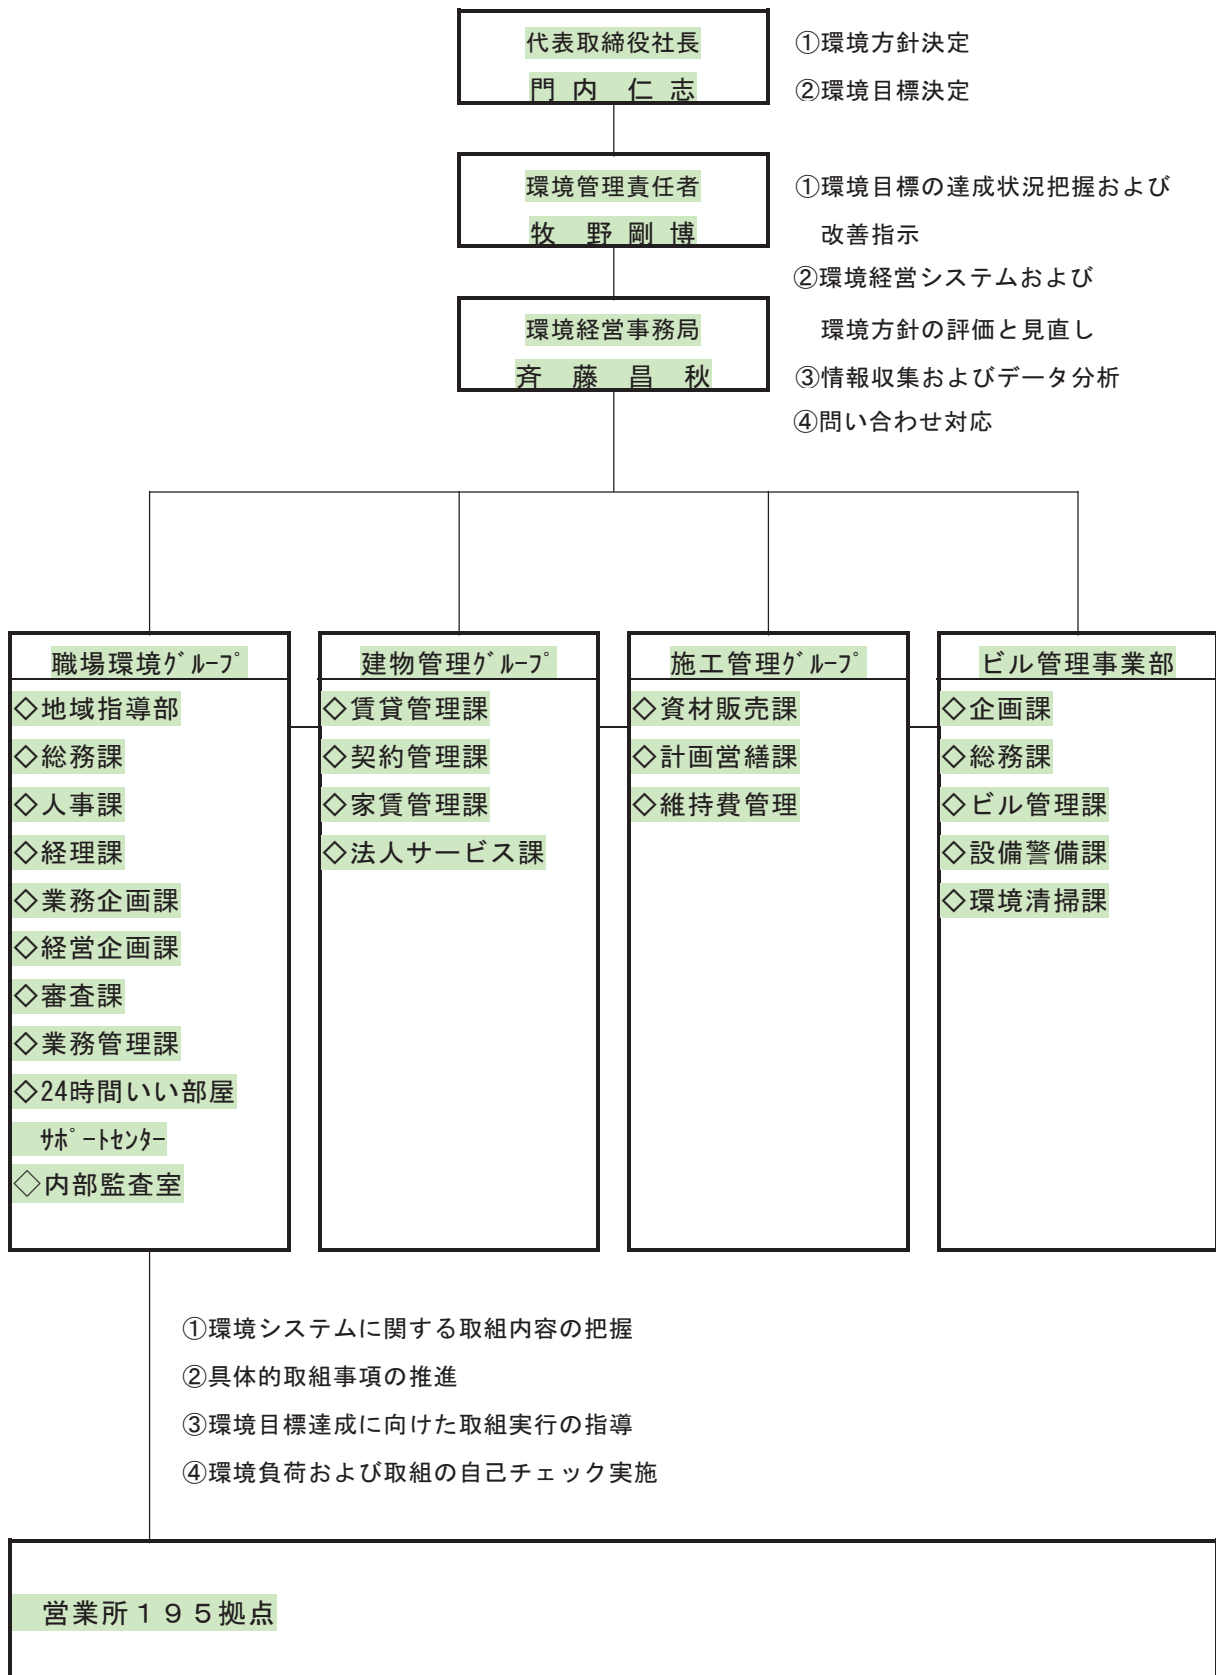 代表取締役社長
門 内　仁 志
①環境方針決定
②環境目標決定
環境管理責任者
牧　野 剛 博
①環境目標の達成状況把握および
改善指示
②環境経営システムおよび
環境経営事務局
斉　藤　昌　秋
環境方針の評価と見直し
③情報収集およびデータ分析
④問い合わせ対応
職場環境ｸﾞﾙｰﾌﾟ
◇地域指導部
◇総務課
◇人事課
◇経理課
◇業務企画課
◇経営企画課
◇審査課
◇業務管理課
◇24時間いい部屋
ｻﾎﾟｰﾄｾﾝﾀｰ
◇内部監査室
建物管理ｸﾞﾙｰﾌﾟ
◇賃貸管理課
◇契約管理課
◇家賃管理課
◇法人サービス課
施工管理ｸﾞﾙｰﾌﾟ
◇資材販売課
◇計画営繕課
◇維持費管理
ビル管理事業部
◇企画課
◇総務課
◇ビル管理課
◇設備警備課
◇環境清掃課
①環境システムに関する取組内容の把握
②具体的取組事項の推進
③環境目標達成に向けた取組実行の指導
④環境負荷および取組の自己チェック実施
営業所１９５拠点